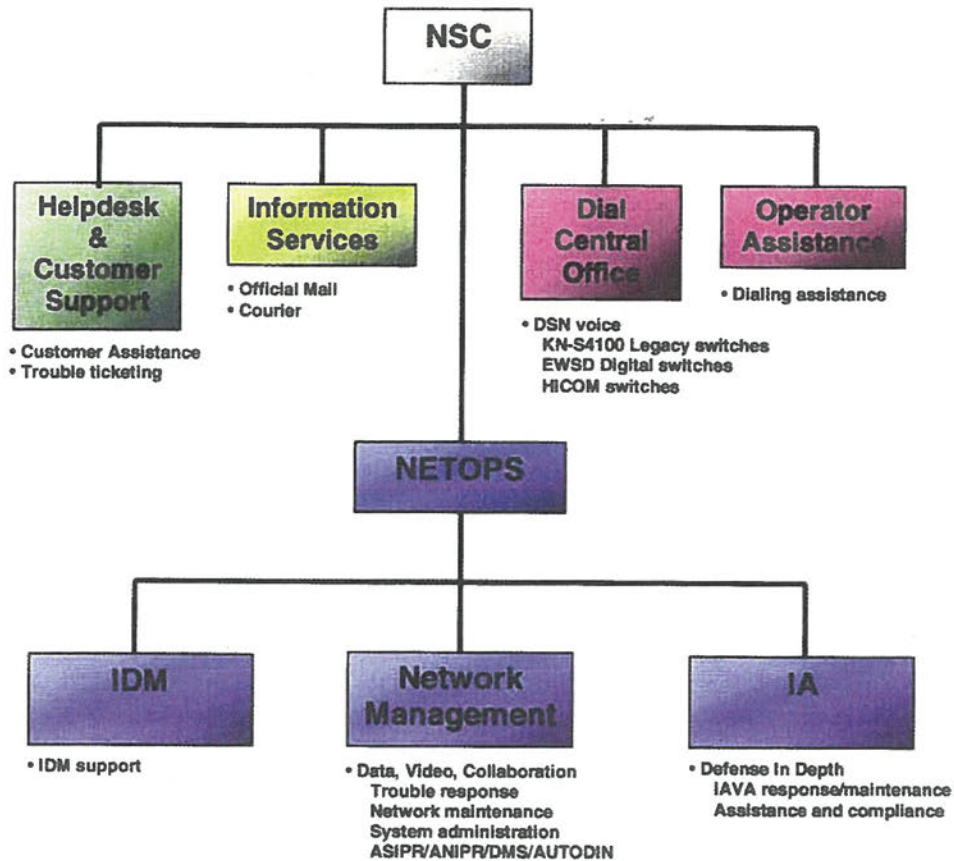 NSC
Helpdesk
&
Customer
Support
• Customer Assistance
• Trouble ticketing
Information
Services
• Official Mail
• Courier
Dial
Central
Office
• DSN voice
KN-S4100 Legacy switches
EWSD Digital switches
HICOM switches
Operator
Assistance
• Dialing assistance
NETOPS
IDM
• IDM support
Network
Management
• Data, Video, Collaboration
Trouble response
Network maintenance
System administration
ASIPR/ANIPR/DMS/AUTODIN
IA
• Defense In Depth
IAVA response/maintenance
Assistance and compliance